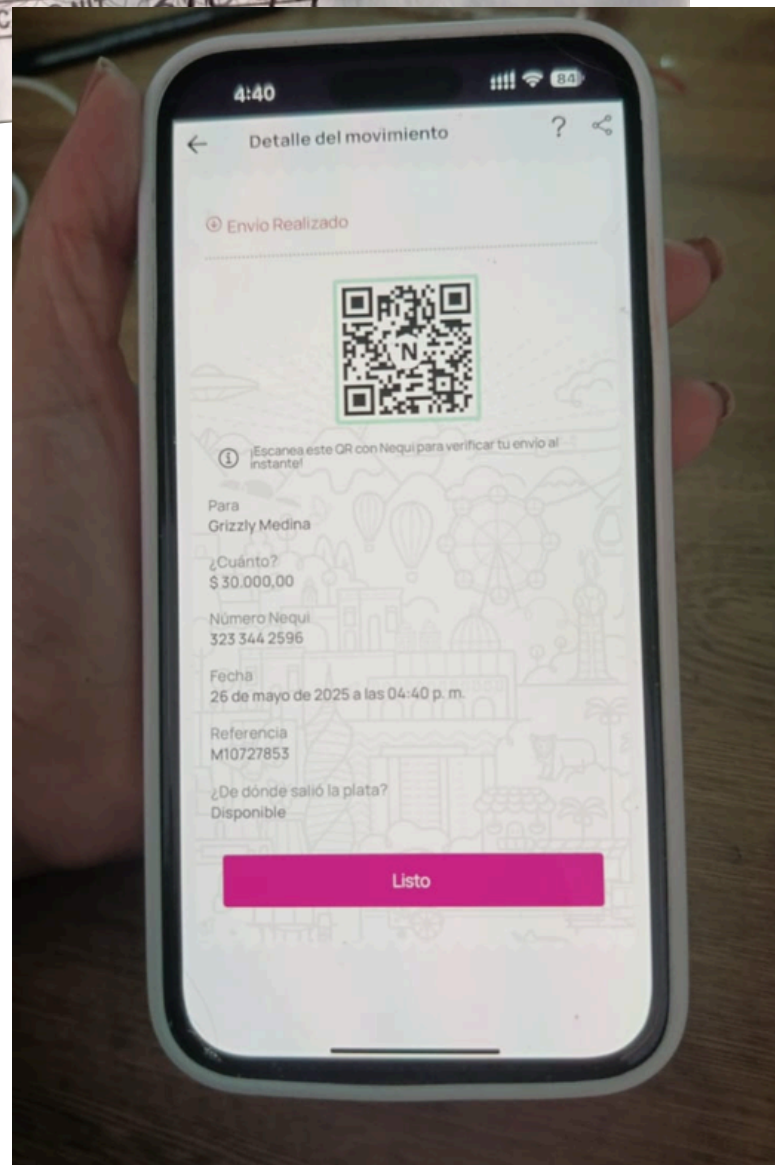 4:40
84
Detalle del movimiento
?
Envío Realizado
N
¡Escanea este QR con Nequi para verificar tu envío al
instante!
Para
Grizzly Medina
¿Cuánto?
$ 30.000,00
Número Nequi
323 344 2596
Fecha
26 de mayo de 2025 a las 04:40 p. m.
Referencia
M10727853
¿De dónde salió la plata?
Disponible
Listo